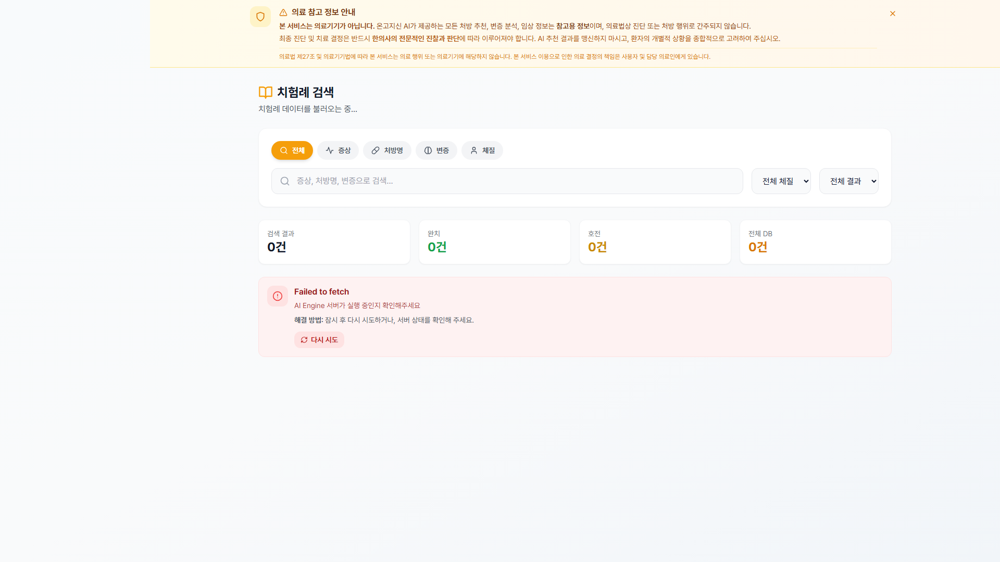 의료 참고 정보 안내
본 서비스는 의료기기가 아닙니다. 온고지신 AI가 제공하는 모든 처방 추천, 변증 분석, 임상 정보는 참고용 정보이며, 의료법상 진단 또는 처방 행위로 간주되지 않습니다.
최종 진단 및 치료 결정은 반드시 한의사의 전문적인 진찰과 판단에 따라 이루어져야 합니다. AI 추천 결과를 맹신하지 마시고, 환자의 개별적 상황을 종합적으로 고려하여 주십시오.
의료법 제27조 및 의료기기법에 따라 본 서비스는 의료 행위 또는 의료기기에 해당하지 않습니다. 본 서비스 이용으로 인한 의료 결정의 책임은 사용자 및 담당 의료인에게 있습니다.
치험례 검색
치험례 데이터를 불러오는 중...
전체 증상 처방명 변증 체질
증상, 처방명, 변증으로 검색... 전체 체질 전체 결과
검색 결과 완치 호전 전체 DB
0건 0건 0건 0건
Failed to fetch
AI Engine 서버가 실행 중인지 확인해주세요
해결 방법: 잠시 후 다시 시도하거나, 서버 상태를 확인해 주세요.
다시 시도